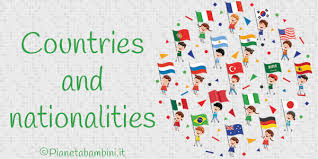 Countries
and
nationalities
©Pianetabambini.it